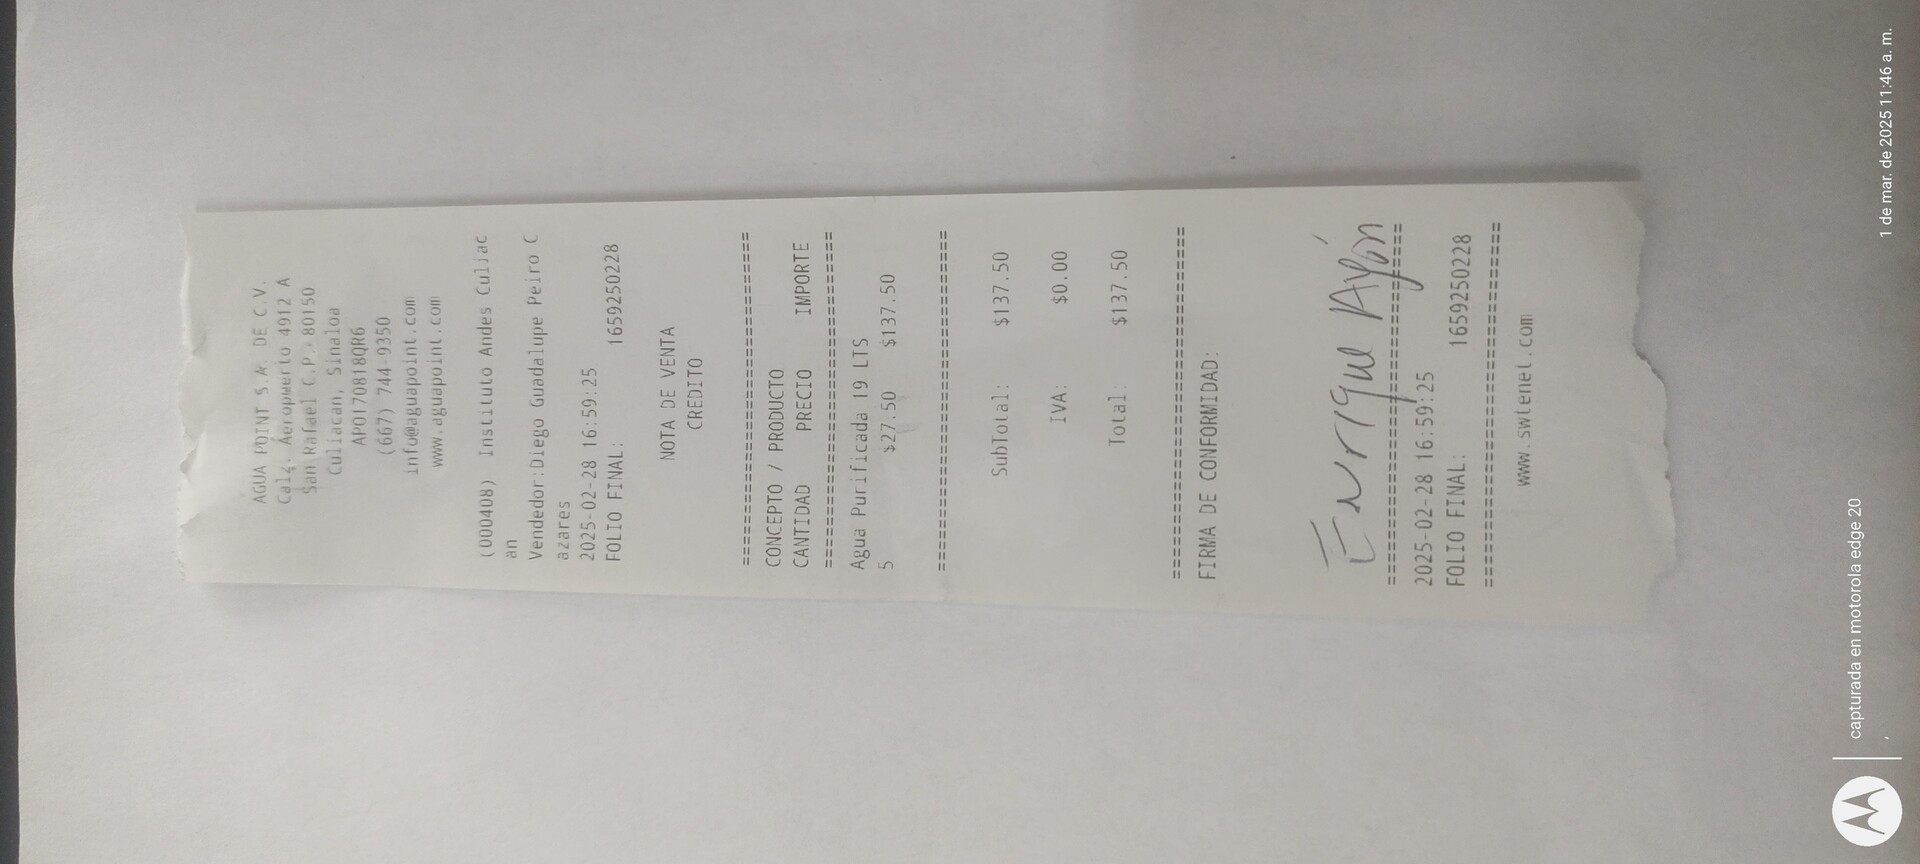 AGUA POINT S.A. DE C.V.
Calz. Aeropuerto 4912 A
San Rafael C.P. 80150
Culiacan, Sinaloa
APO170818QR6
(667) 744-9350
info@aguapoint.com
www.aguapoint.com
(000408) Instituto Andes Culiac
an
Vendedor:Diego Guadalupe Peiro C
azares
2025-02-28 16:59:25
FOLIO FINAL: 1659250228
NOTA DE VENTA
CREDITO
================================
CONCEPTO / PRODUCTO
CANTIDAD PRECIO IMPORTE
================================
Agua Purificada 19 LTS
5 $27.50 $137.50
================================
SubTotal: $137.50
IVA: $0.00
Total: $137.50
================================
FIRMA DE CONFORMIDAD:
Enrique Ayón
================================
2025-02-28 16:59:25
FOLIO FINAL: 1659250228
================================
www.swtenet.com
capturada en motorola edge 20
,
1 de mar. de 2025 11:46 a. m.